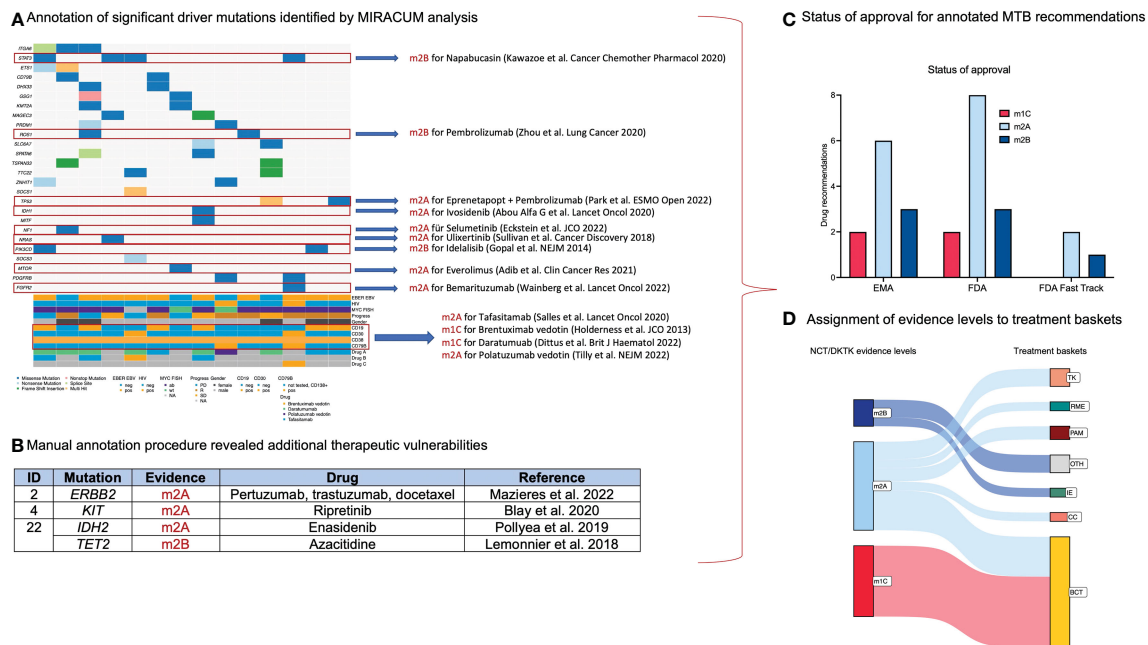 A Annotation of significant driver mutations identified by MIRACUM analysis
ITGA6
STAT3
ETS1
CD79B
DHX33
GSG1
KMT2A
MAGEC3
PRDM1
ROS1
SLC6A7
SPATA6
TSPAN33
TTC22
ZNHIT1
SOCS1
TP53
IDH1
MITF
NF1
NRAS
PIK3CD
SOCS3
MTOR
PDGFRB
FGFR2
m2B for Napabucasin (Kawazoe et al. Cancer Chemother Pharmacol 2020)
m2B for Pembrolizumab (Zhou et al. Lung Cancer 2020)
m2A for Eprenetapopt + Pembrolizumab (Park et al. ESMO Open 2022)
m2A for Ivosidenib (Abou Alfa G et al. Lancet Oncol 2020)
m2A für Selumetinib (Eckstein et al. JCO 2022)
m2A for Ulixertinib (Sullivan et al. Cancer Discovery 2018)
m2B for Idelalisib (Gopal et al. NEJM 2014)
m2A for Everolimus (Adib et al. Clin Cancer Res 2021)
m2A for Bemarituzumab (Wainberg et al. Lancet Oncol 2022)
EBER EBV
HIV
MYC FISH
Progress
Gender
CD19
CD30
CD38
CD79B
Drug A
Drug B
Drug C
m2A for Tafasitamab (Salles et al. Lancet Oncol 2020)
m1C for Brentuximab vedotin (Holderness et al. JCO 2013)
m1C for Daratumuab (Dittus et al. Brit J Haematol 2022)
m2A for Polatuzumab vedotin (Tilly et al. NEJM 2022)
Missense Mutation Nonstop Mutation
Nonsense Mutation Splice Site
Frame Shift Insertion Multi Hit
EBER EBV
neg
pos
HIV
neg
pos
MYC FISH
ab
wt
NA
Progress
PD
R
SD
NA
Gender
female
male
CD19
neg
pos
CD30
neg
pos
CD79B
not tested, CD138+
pos
Drug
Brentuximab vedotin
Daratumumab
Polatuzumab vedotin
Tafasitamab
B Manual annotation procedure revealed additional therapeutic vulnerabilities
ID Mutation Evidence Drug Reference
2 ERBB2 m2A Pertuzumab, trastuzumab, docetaxel Mazieres et al. 2022
4 KIT m2A Ripretinib Blay et al. 2020
22 IDH2 m2A Enasidenib Pollyea et al. 2019
TET2 m2B Azacitidine Lemonnier et al. 2018
C Status of approval for annotated MTB recommendations
Status of approval
Drug recommendations
8
6
4
2
0
m1C
m2A
m2B
EMA FDA FDA Fast Track
D Assignment of evidence levels to treatment baskets
NCT/DKTK evidence levels Treatment baskets
m2B
m2A
m1C
TK
RME
PAM
OTH
IE
CC
BCT